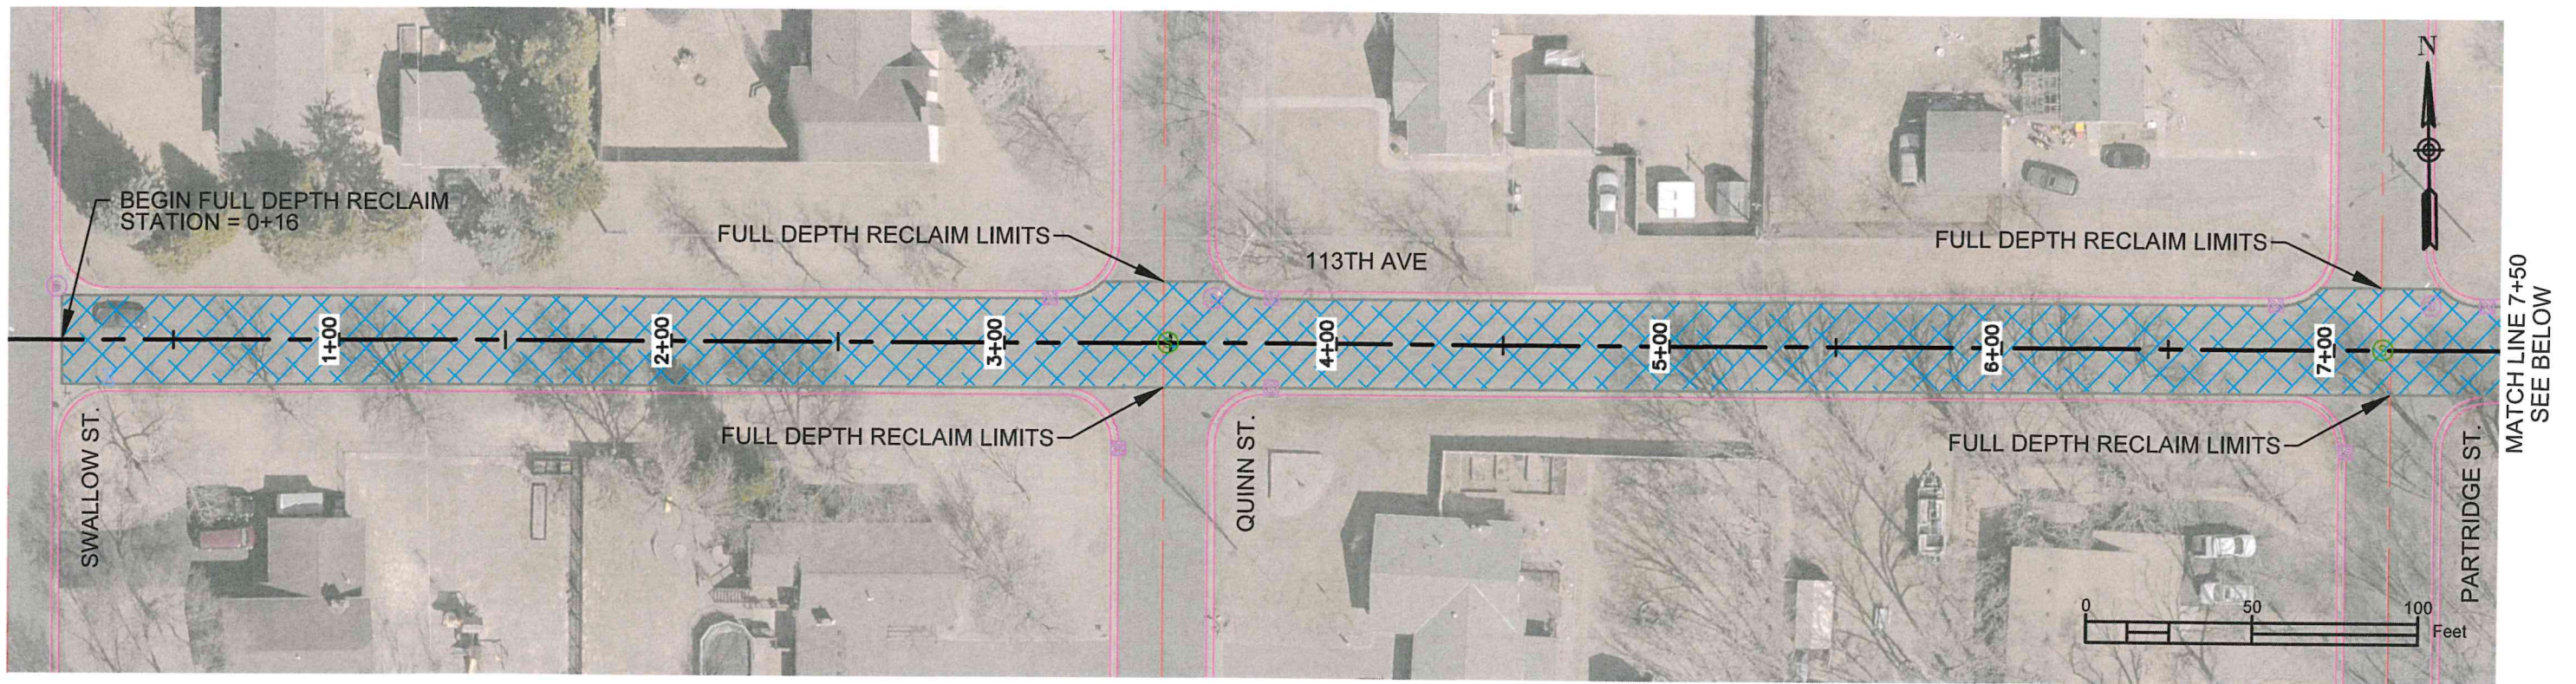 N
BEGIN FULL DEPTH RECLAIM
STATION = 0+16
FULL DEPTH RECLAIM LIMITS
113TH AVE
FULL DEPTH RECLAIM LIMITS
MATCH LINE 7+50
SEE BELOW
1+00
2+00
3+00
4+00
5+00
6+00
7+00
SWALLOW ST.
FULL DEPTH RECLAIM LIMITS
QUINN ST.
FULL DEPTH RECLAIM LIMITS
PARTRIDGE ST.
0 50 100
Feet